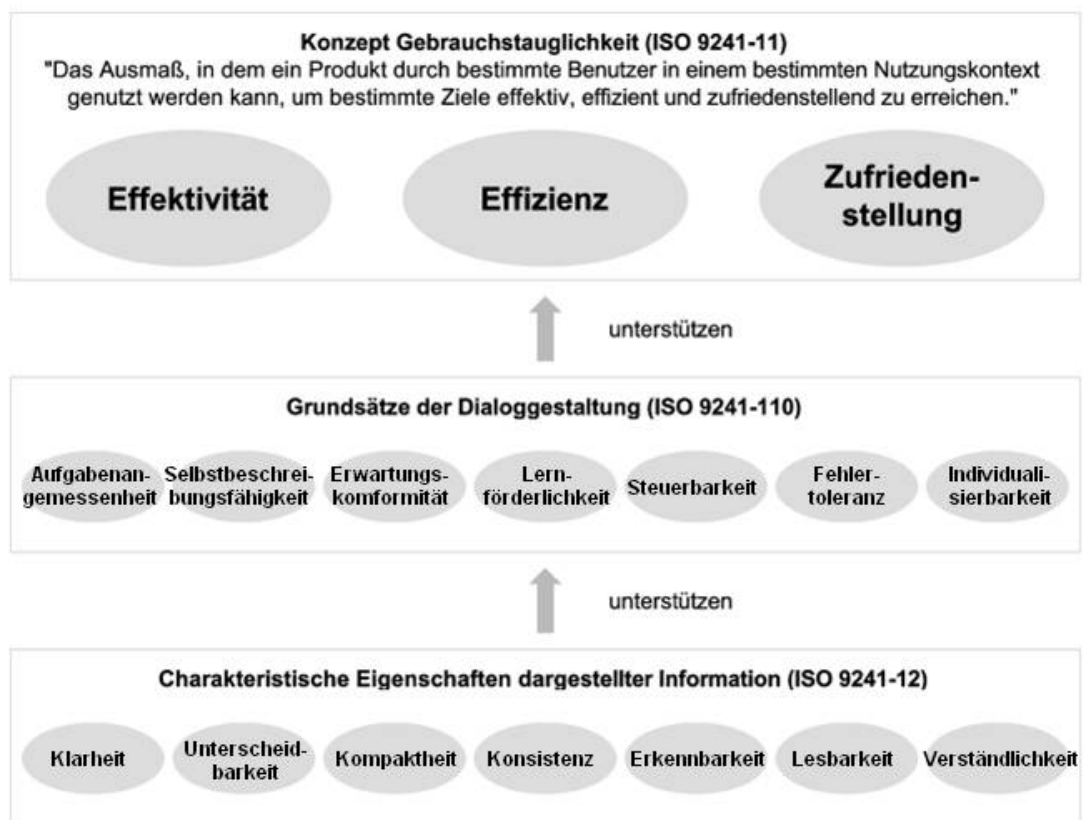 Konzept Gebrauchstauglichkeit (ISO 9241-11)
"Das Ausmaß, in dem ein Produkt durch bestimmte Benutzer in einem bestimmten Nutzungskontext
genutzt werden kann, um bestimmte Ziele effektiv, effizient und zufriedenstellend zu erreichen."
Effektivität
Effizienz
Zufrieden-
stellung
unterstützen
Grundsätze der Dialoggestaltung (ISO 9241-110)
Aufgabenan-
gemessenheit
Selbstbeschrei-
bungsfähigkeit
Erwartungs-
komformität
Lern-
förderlichkeit
Steuerbarkeit
Fehler-
toleranz
Individuali-
sierbarkeit
unterstützen
Charakteristische Eigenschaften dargestellter Information (ISO 9241-12)
Klarheit
Unterscheid-
barkeit
Kompaktheit
Konsistenz
Erkennbarkeit
Lesbarkeit
Verständlichkeit